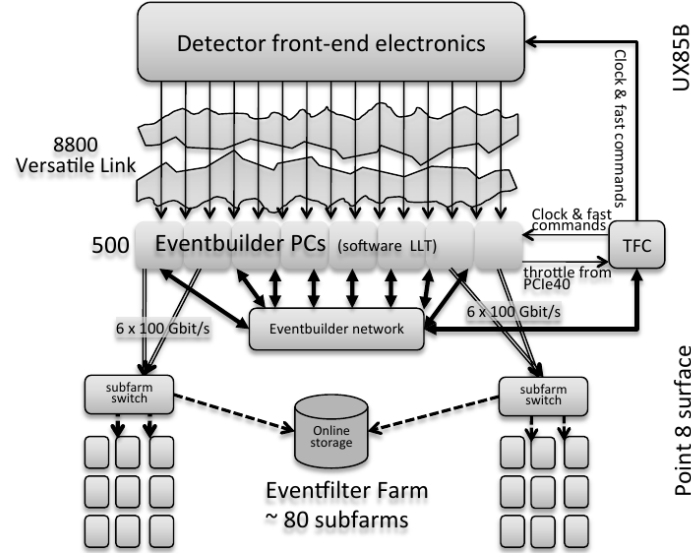 Detector front-end electronics
UX85B
Clock & fast commands
8800
Versatile Link
500
Eventbuilder PCs (software LLT)
Clock & fast
commands
TFC
throttle from
PCIe40
6 x 100 Gbit/s
Eventbuilder network
6 x 100 Gbit/s
subfarm
switch
Online
storage
subfarm
switch
Point 8 surface
Eventfilter Farm
~ 80 subfarms